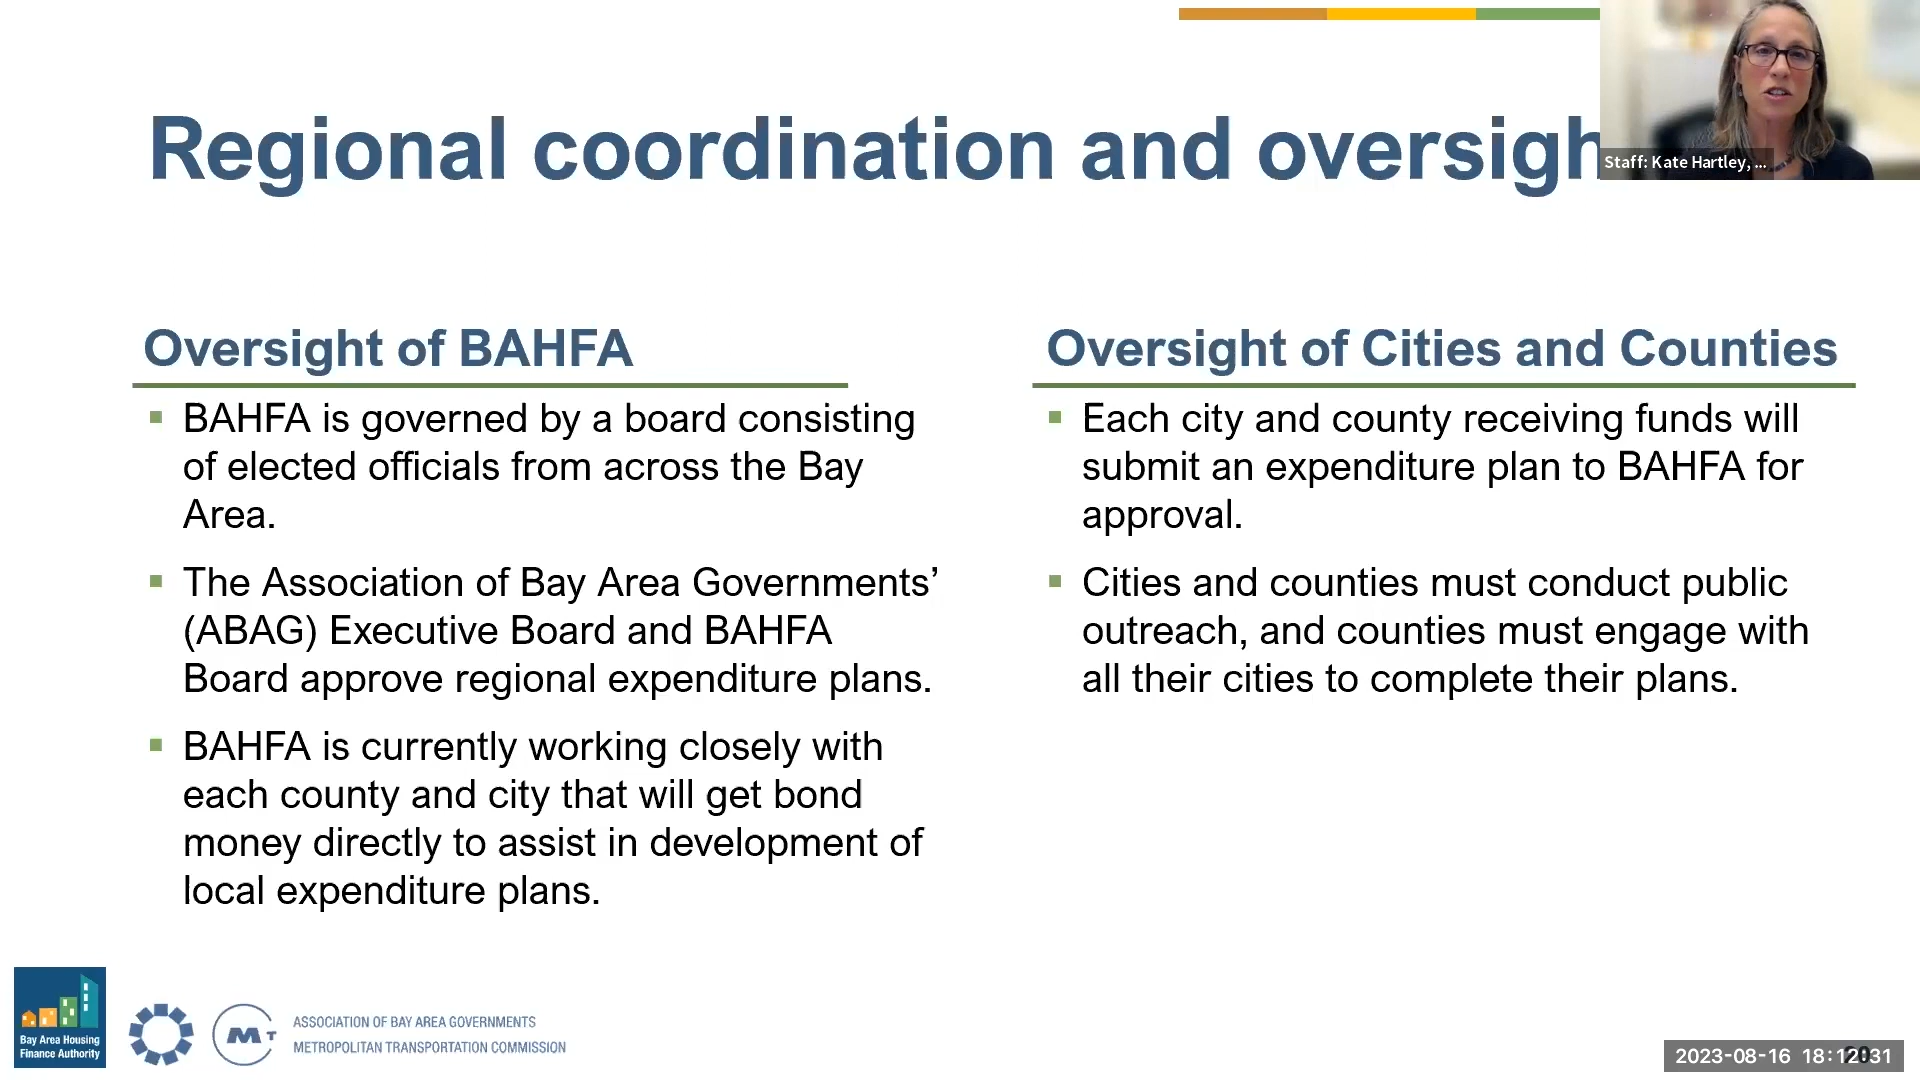 Regional coordination and oversigh
Staff: Kate Hartley, ...
Oversight of BAHFA
▪ BAHFA is governed by a board consisting
of elected officials from across the Bay
Area.
▪ The Association of Bay Area Governments’
(ABAG) Executive Board and BAHFA
Board approve regional expenditure plans.
▪ BAHFA is currently working closely with
each county and city that will get bond
money directly to assist in development of
local expenditure plans.
Oversight of Cities and Counties
▪ Each city and county receiving funds will
submit an expenditure plan to BAHFA for
approval.
▪ Cities and counties must conduct public
outreach, and counties must engage with
all their cities to complete their plans.
Bay Area Housing
Finance Authority
MT
ASSOCIATION OF BAY AREA GOVERNMENTS
METROPOLITAN TRANSPORTATION COMMISSION
2023-08-16 18:12:31